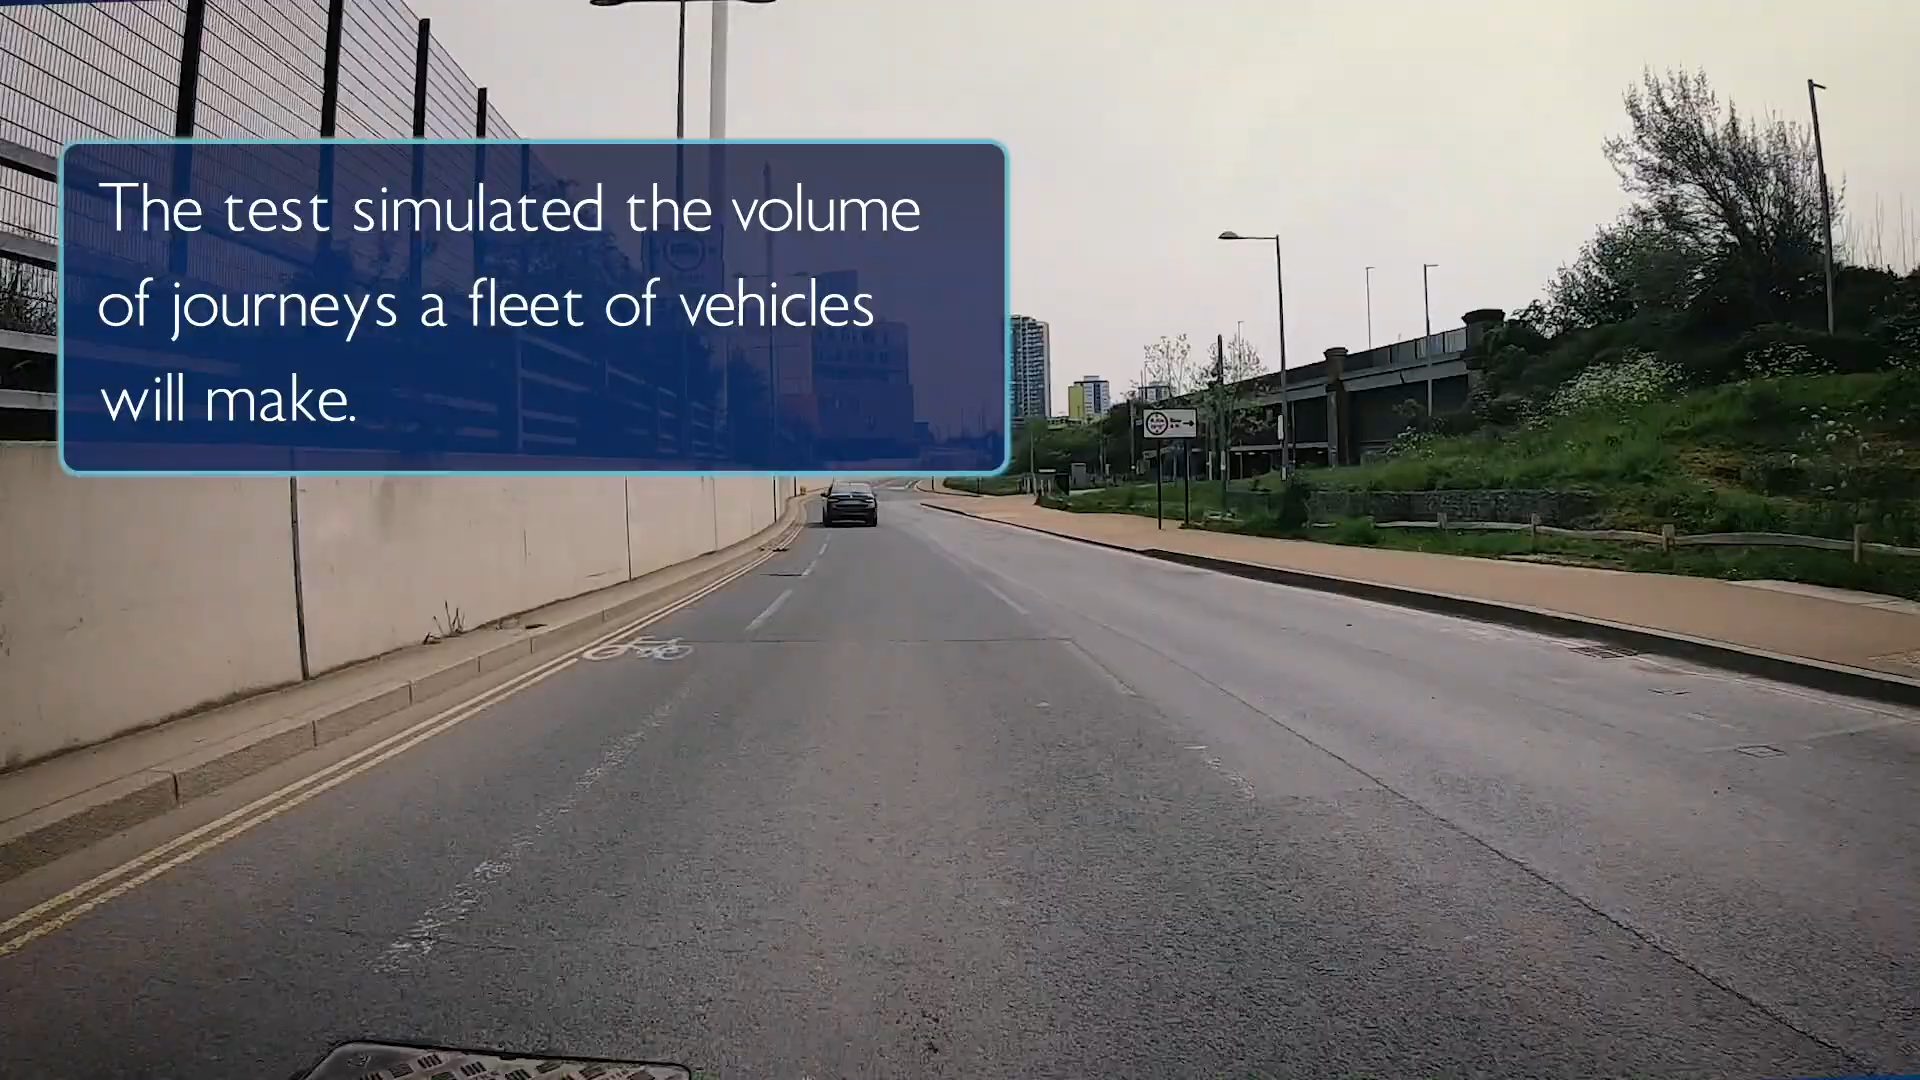 The test simulated the volume
of journeys a fleet of vehicles
will make.